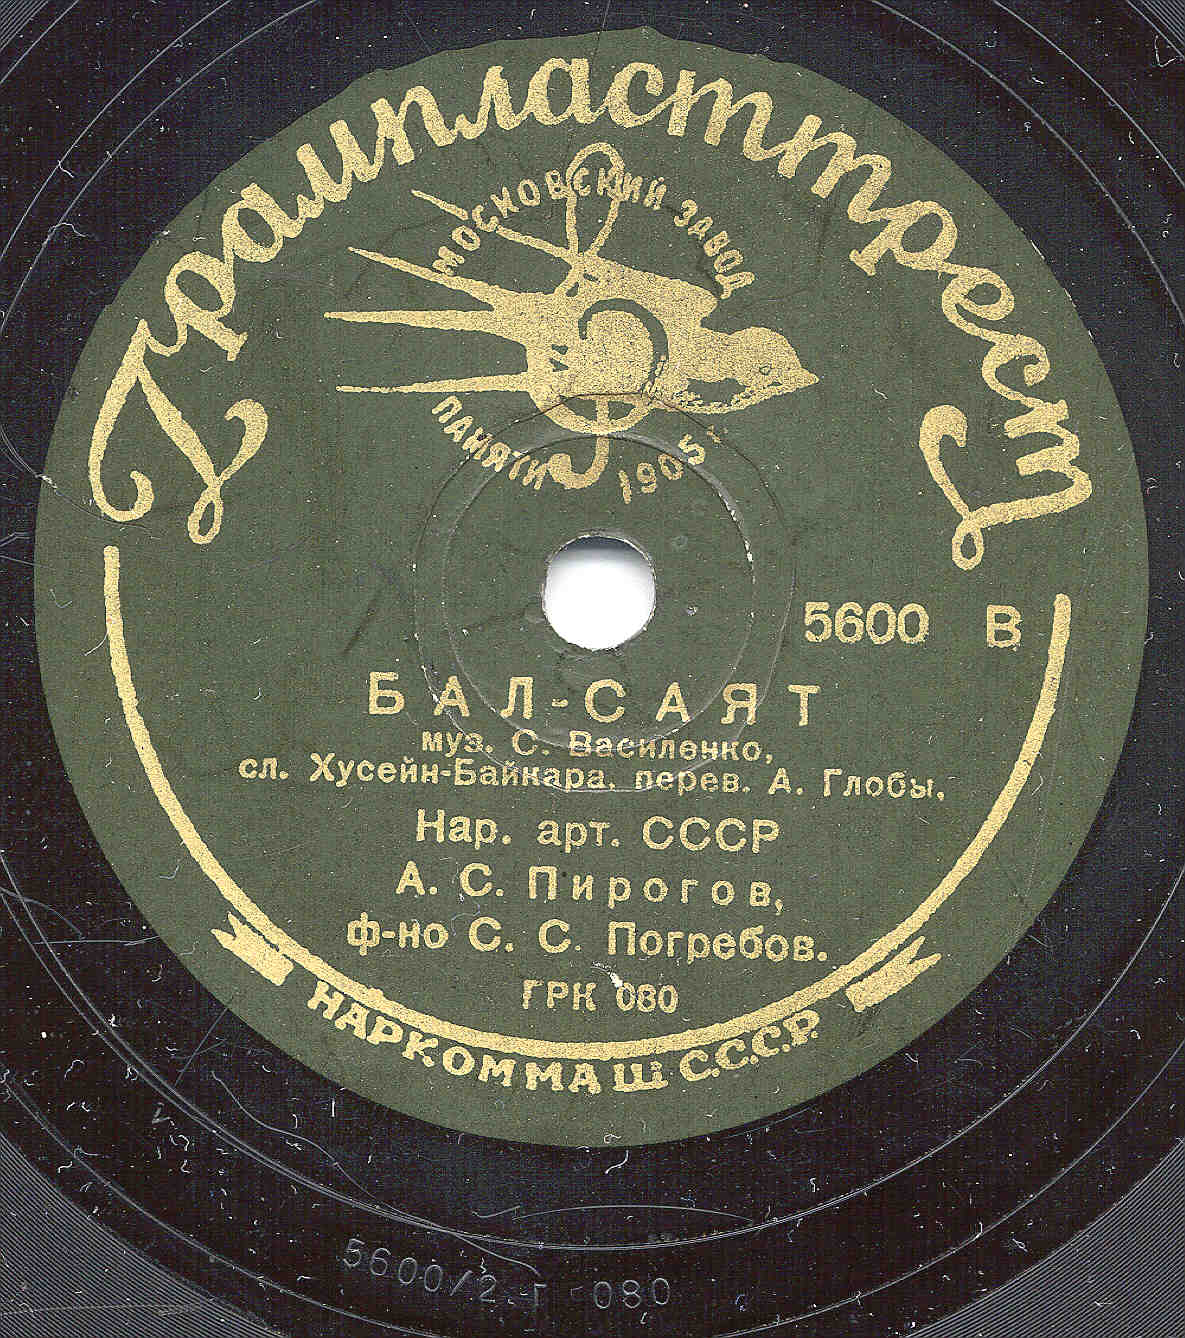 Грампласттрест
МОСКОВСКИЙ ЗАВОД
ПАМЯТИ 1905 г.
5600 В
БАЛ-САЯТ
муз. С. Василенко,
сл. Хусейн-Байкара, перев. А. Глобы,
Нар. арт. СССР
А. С. Пирогов,
ф-но С. С. Погребов.
ГРК 080
НАРКОММАШ С.С.С.Р.
5600/2 Г 080